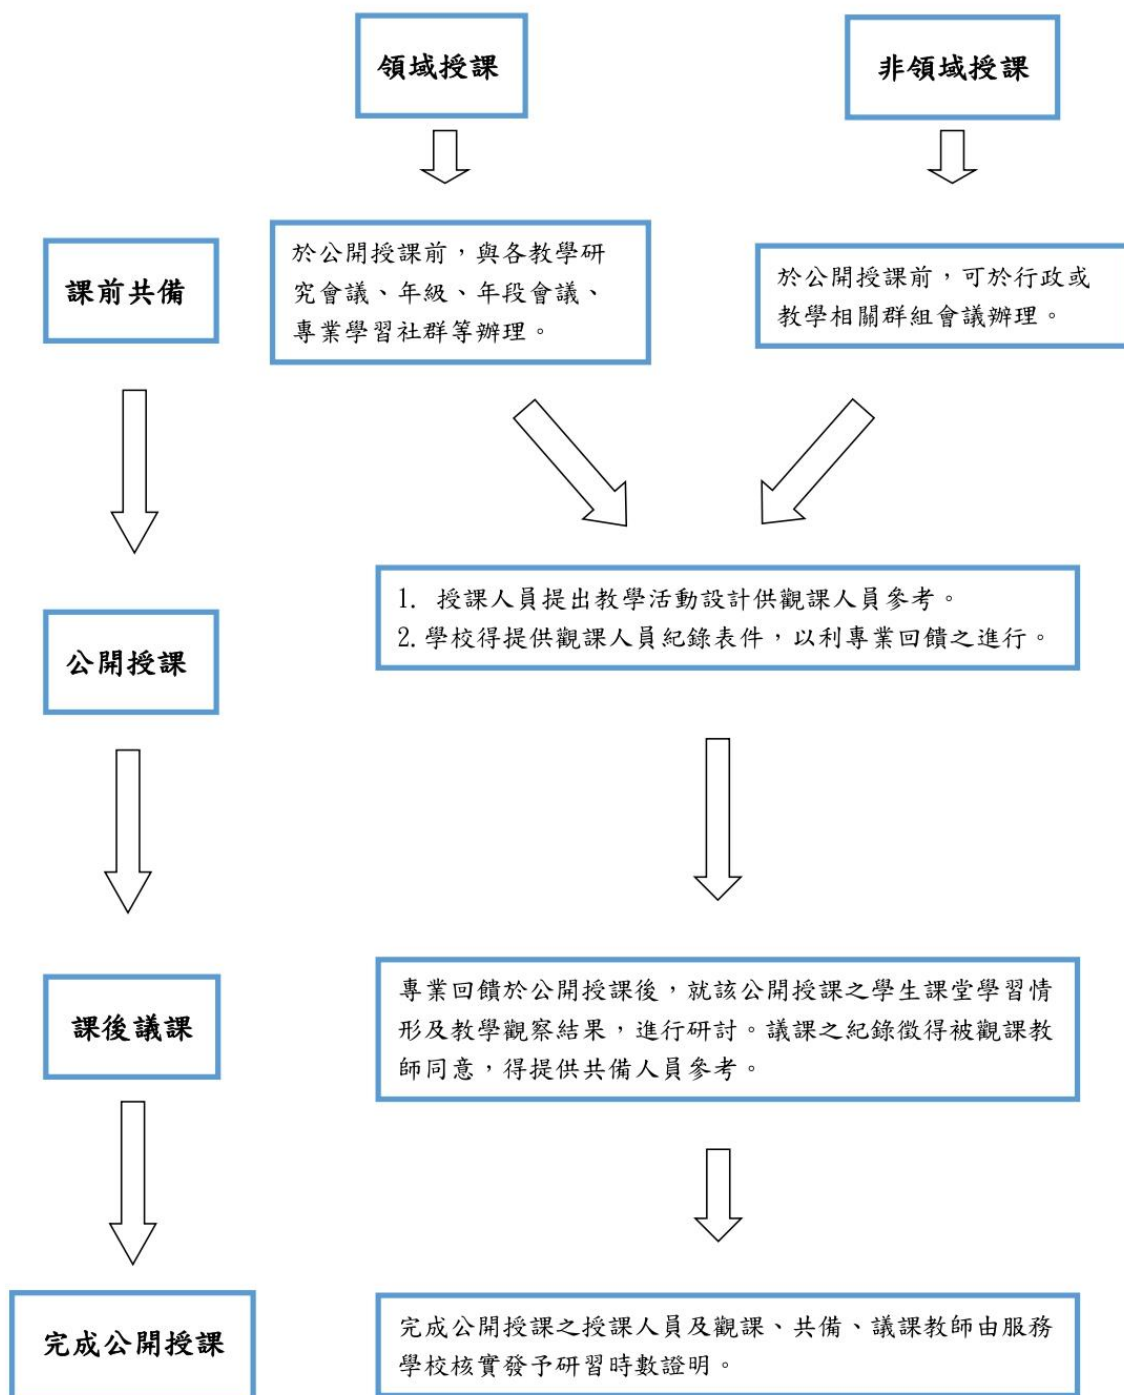 領域授課
非領域授課
課前共備
於公開授課前，與各教學研
究會議、年級、年段會議、
專業學習社群等辦理。
於公開授課前，可於行政或
教學相關群組會議辦理。
公開授課
1. 授課人員提出教學活動設計供觀課人員參考。
2. 學校得提供觀課人員紀錄表件，以利專業回饋之進行。
課後議課
專業回饋於公開授課後，就該公開授課之學生課堂學習情
形及教學觀察結果，進行研討。議課之紀錄徵得被觀課教
師同意，得提供共備人員參考。
完成公開授課
完成公開授課之授課人員及觀課、共備、議課教師由服務
學校核實發予研習時數證明。